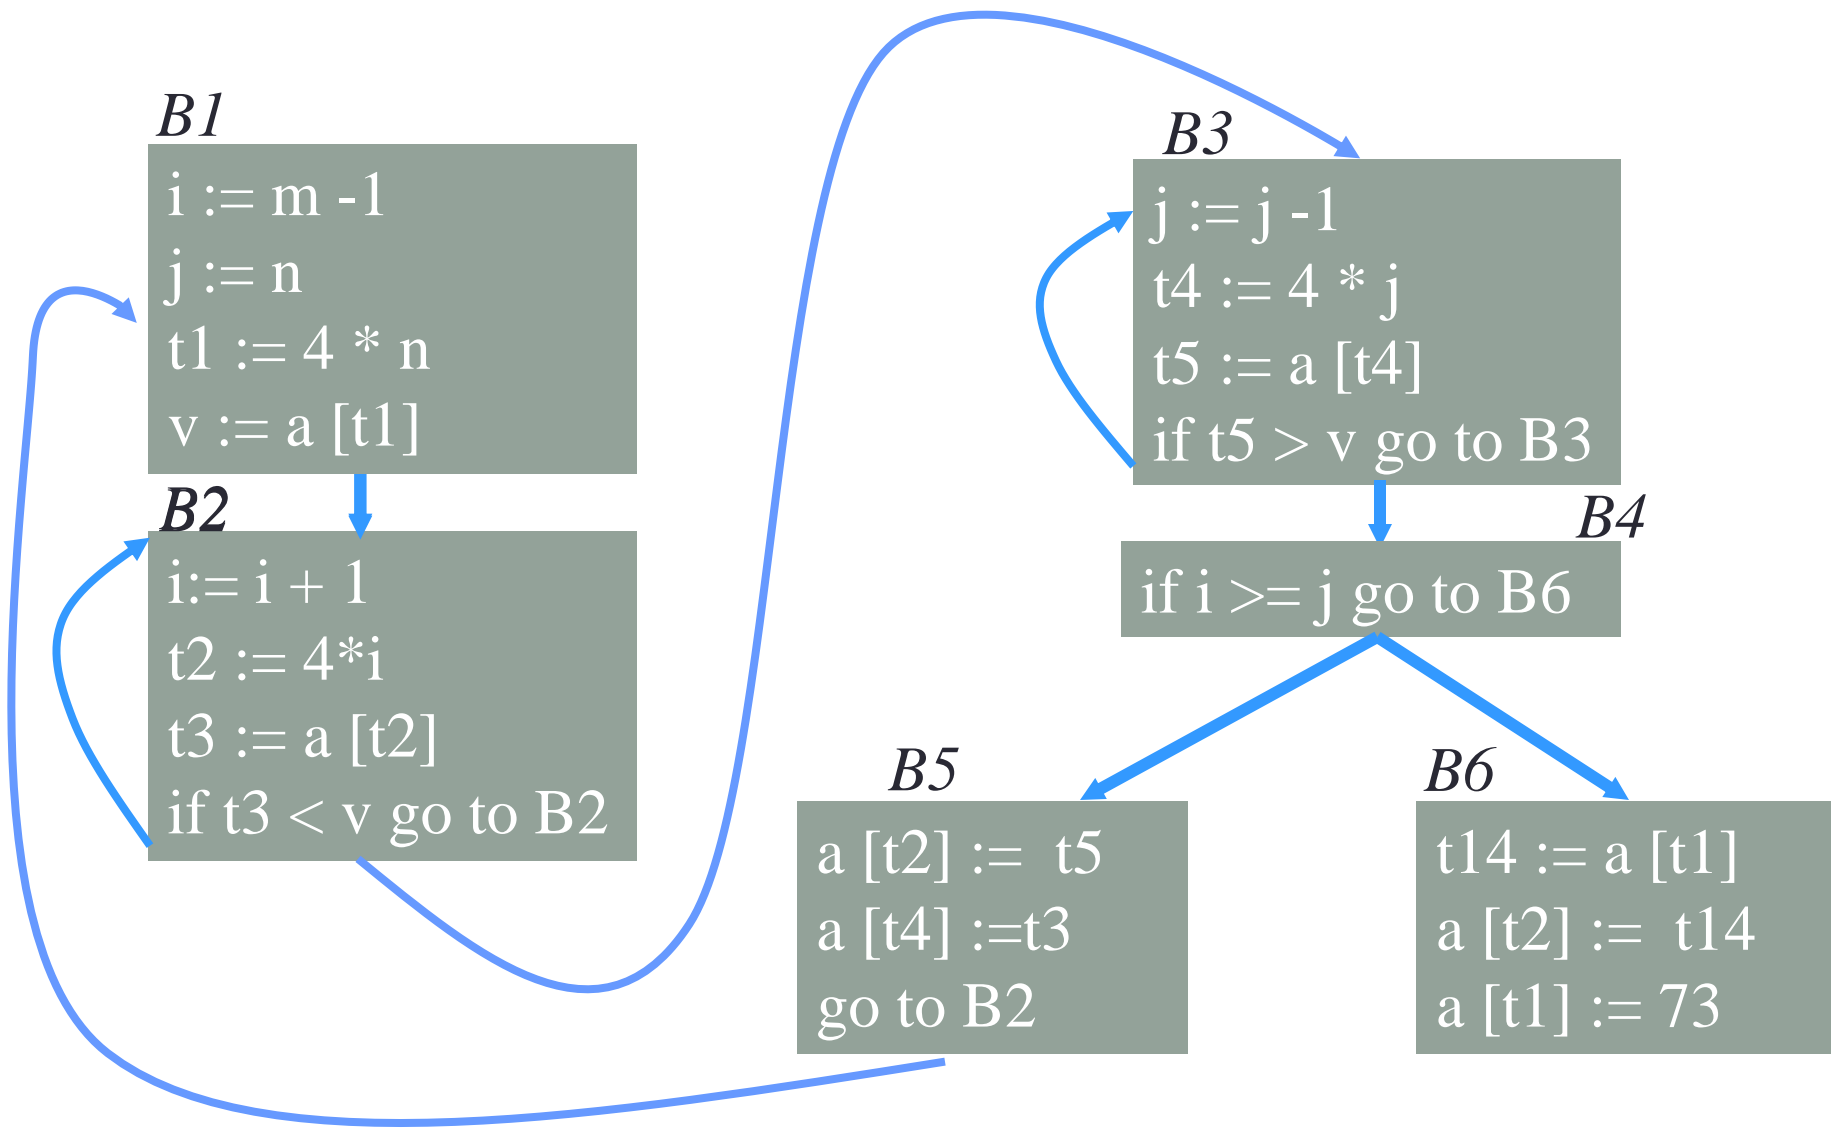 B1
i := m -1
j := n
t1 := 4 * n
v := a [t1]
B2
i:= i + 1
t2 := 4*i
t3 := a [t2]
if t3 < v go to B2
B3
j := j -1
t4 := 4 * j
t5 := a [t4]
if t5 > v go to B3
B4
if i >= j go to B6
B5
a [t2] := t5
a [t4] :=t3
go to B2
B6
t14 := a [t1]
a [t2] := t14
a [t1] := 73